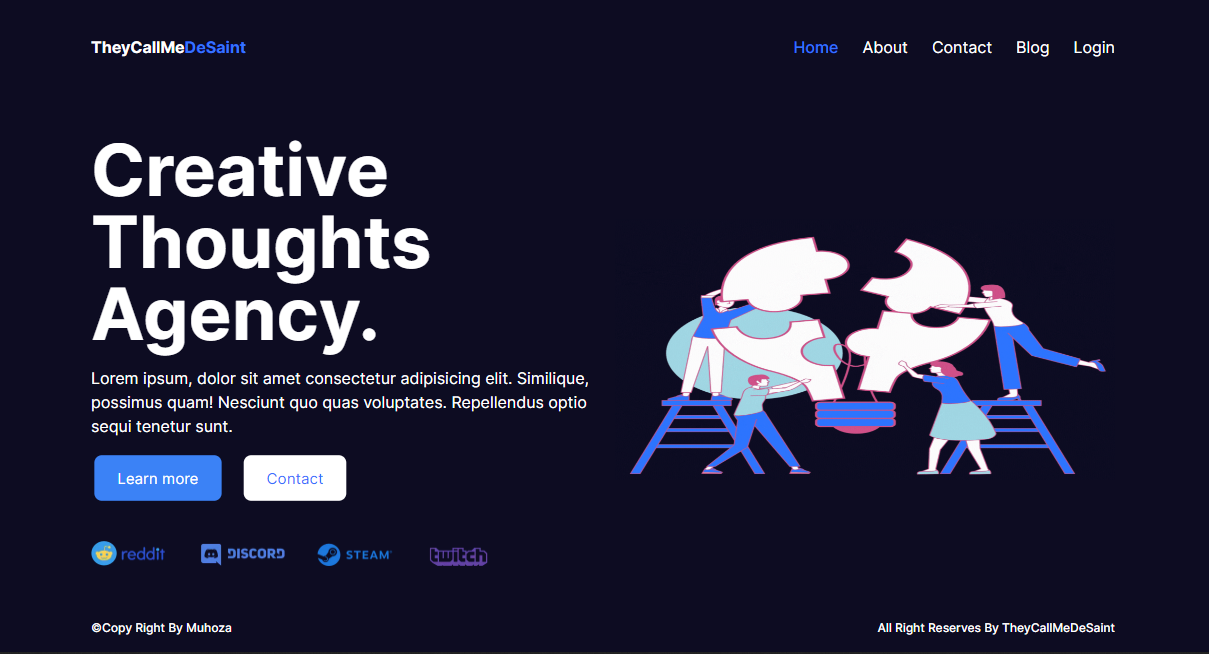 TheyCallMeDeSaint
Home About Contact Blog Login
Creative
Thoughts
Agency.
Lorem ipsum, dolor sit amet consectetur adipisicing elit. Similique,
possimus quam! Nesciunt quo quas voluptates. Repellendus optio
sequi tenetur sunt.
Learn more Contact
reddit DISCORD STEAM twitch
©Copy Right By Muhoza All Right Reserves By TheyCallMeDeSaint